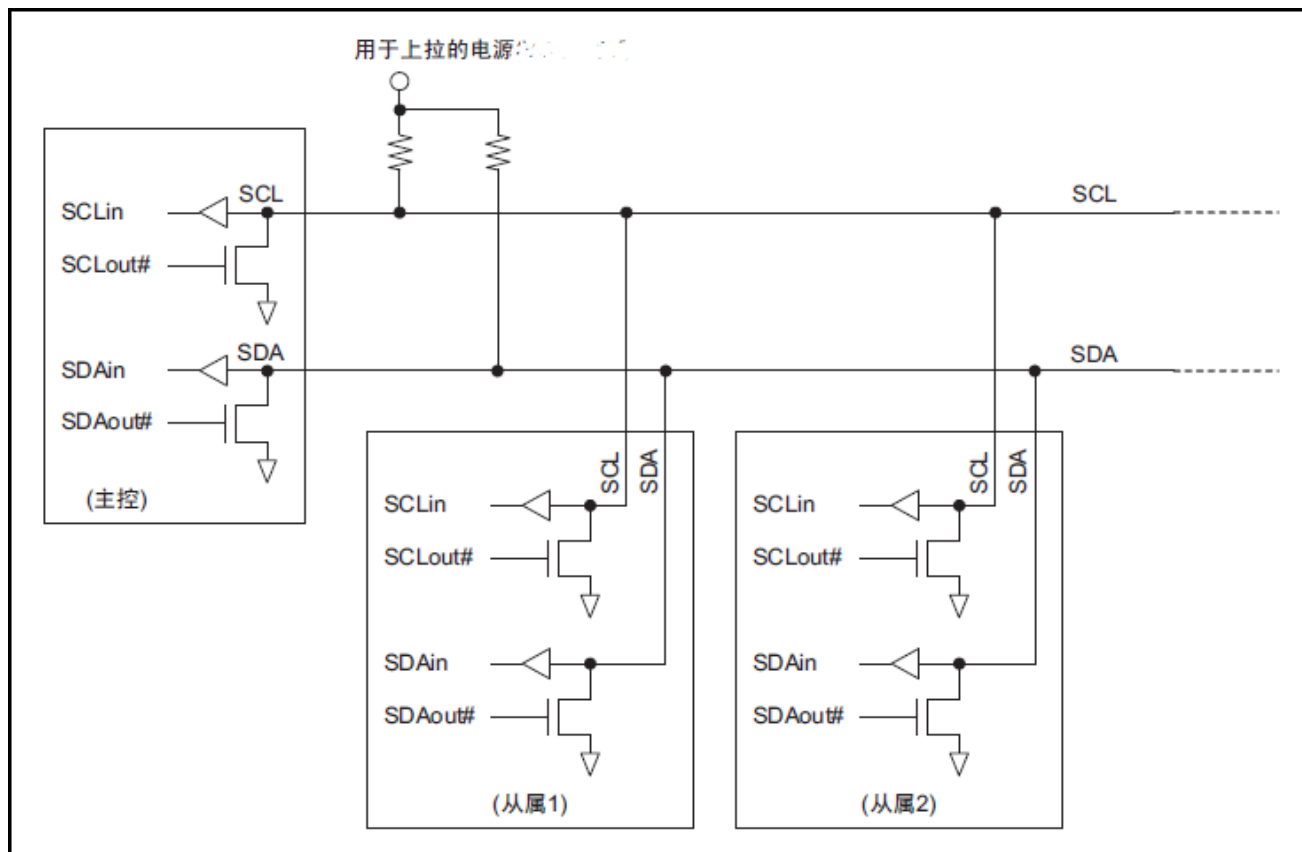 用于上拉的电源
SCL
SCLin
SCLout#
SDA
SDAin
SDAout#
(主控)
SCL
SDA
SCL
SDA
SCLin
SCLout#
SDAin
SDAout#
(从属1)
SCL
SDA
SCLin
SCLout#
SDAin
SDAout#
(从属2)